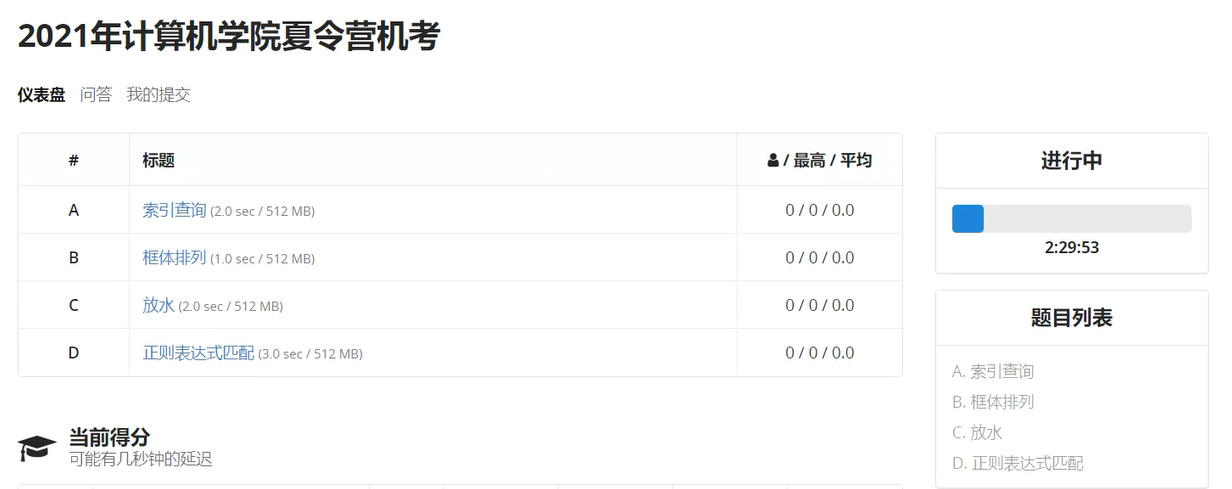 2021年计算机学院夏令营机考
仪表盘 问答 我的提交
# 标题 / 最高 / 平均
A 索引查询 (2.0 sec / 512 MB) 0 / 0 / 0.0
B 框体排列 (1.0 sec / 512 MB) 0 / 0 / 0.0
C 放水 (2.0 sec / 512 MB) 0 / 0 / 0.0
D 正则表达式匹配 (3.0 sec / 512 MB) 0 / 0 / 0.0
当前得分
可能有几秒钟的延迟
进行中
2:29:53
题目列表
A. 索引查询
B. 框体排列
C. 放水
D. 正则表达式匹配